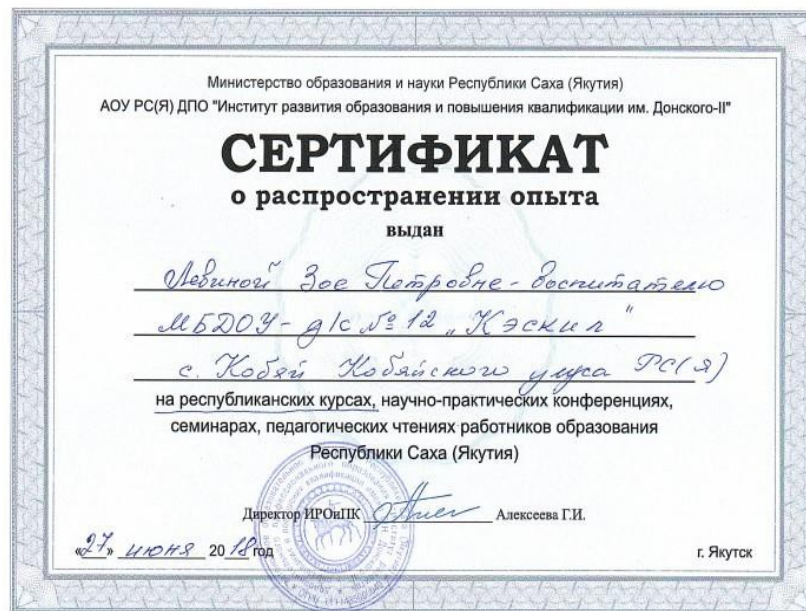 Министерство образования и науки Республики Саха (Якутия)
АОУ РС(Я) ДПО "Институт развития образования и повышения квалификации им. Донского-II"
СЕРТИФИКАТ
о распространении опыта
выдан
Левиной Зое Петровне - воспитателю
МБДОУ - д/с № 12 „Кэскил"
с. Кобяй Кобяйского улуса РС(Я)
на республиканских курсах, научно-практических конференциях,
семинарах, педагогических чтениях работников образования
Республики Саха (Якутия)
Директор ИРОиПК Алексеева Г.И.
«27» июня 2018 год г. Якутск